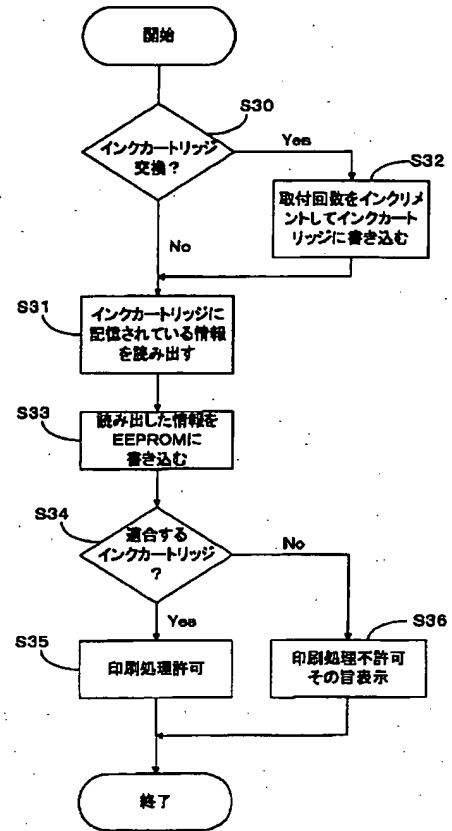 開始
S30
インクカートリッジ
交換?
Yes
S32
取付回数をインクリメ
ントしてインクカート
リッジに書き込む
No
S31
インクカートリッジに
記憶されている情報
を読み出す
S33
読み出した情報を
EEPROMに
書き込む
S34
適合する
インクカートリッジ
?
No
Yes
S35
印刷処理許可
S36
印刷処理不許可
その旨表示
終了